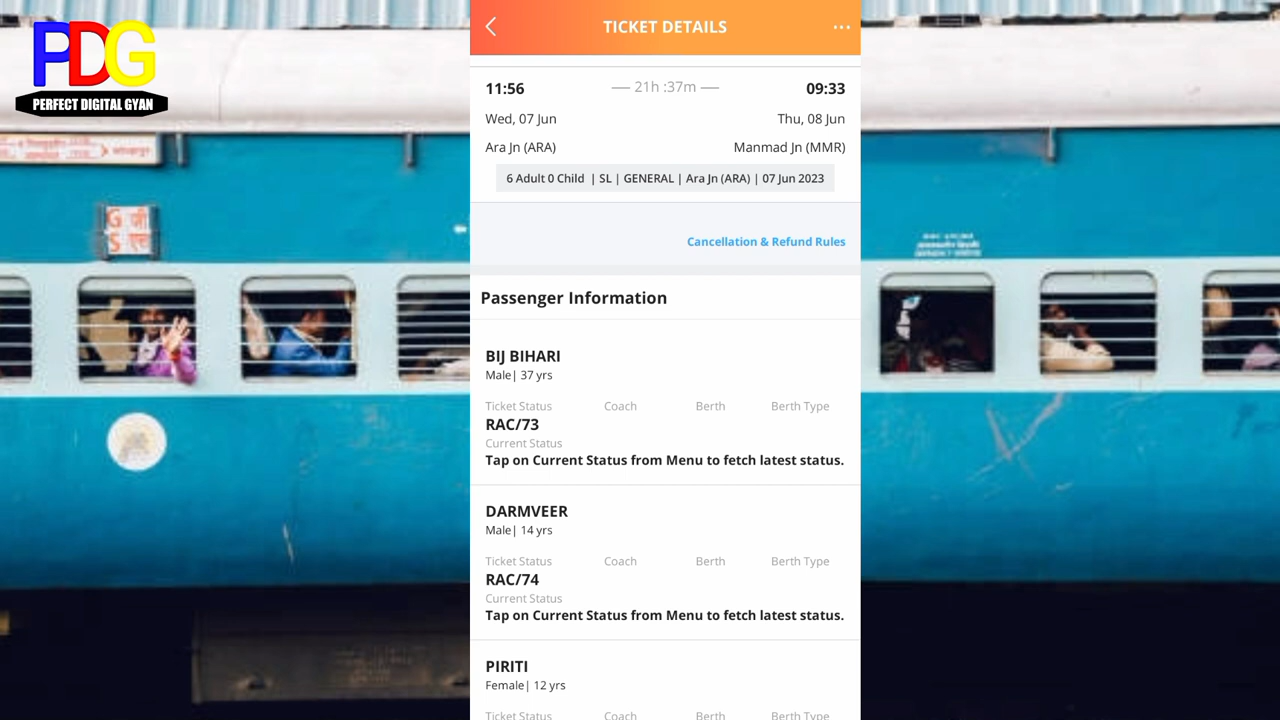 PDG
PERFECT DIGITAL GYAN
TICKET DETAILS
11:56
21h :37m
09:33
Wed, 07 Jun
Thu, 08 Jun
Ara Jn (ARA)
Manmad Jn (MMR)
6 Adult 0 Child | SL | GENERAL | Ara Jn (ARA) | 07 Jun 2023
Cancellation & Refund Rules
Passenger Information
BIJ BIHARI
Male| 37 yrs
Ticket Status Coach Berth Berth Type
RAC/73
Current Status
Tap on Current Status from Menu to fetch latest status.
DARMVEER
Male| 14 yrs
Ticket Status Coach Berth Berth Type
RAC/74
Current Status
Tap on Current Status from Menu to fetch latest status.
PIRITI
Female| 12 yrs
Ticket Status Coach Berth Berth Type
G जी
S एस